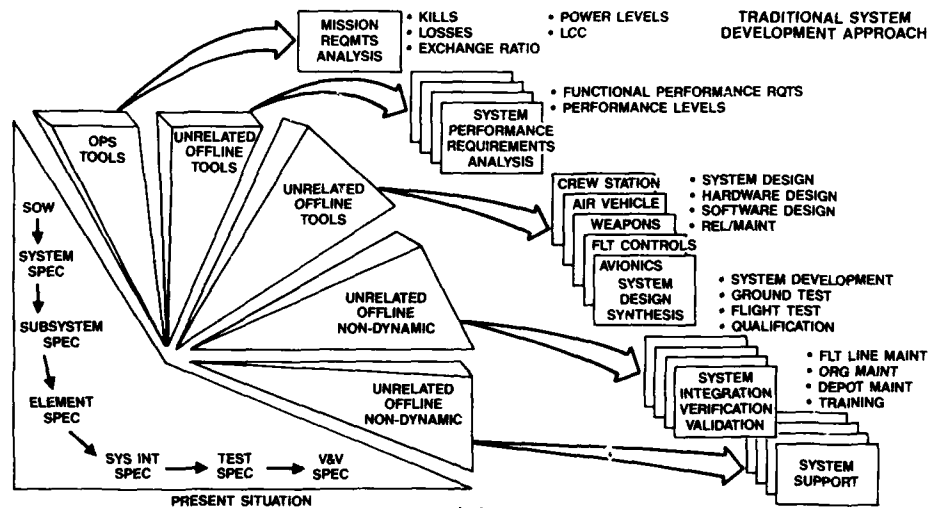 TRADITIONAL SYSTEM
DEVELOPMENT APPROACH
MISSION
REQMTS
ANALYSIS
• KILLS
• LOSSES
• EXCHANGE RATIO
• POWER LEVELS
• LCC
SYSTEM
PERFORMANCE
REQUIREMENTS
ANALYSIS
• FUNCTIONAL PERFORMANCE RQTS
• PERFORMANCE LEVELS
OPS
TOOLS
UNRELATED
OFFLINE
TOOLS
UNRELATED
OFFLINE
TOOLS
CREW STATION
AIR VEHICLE
WEAPONS
FLT CONTROLS
AVIONICS
SYSTEM
DESIGN
SYNTHESIS
• SYSTEM DESIGN
• HARDWARE DESIGN
• SOFTWARE DESIGN
• REL/MAINT
UNRELATED
OFFLINE
NON-DYNAMIC
• SYSTEM DEVELOPMENT
• GROUND TEST
• FLIGHT TEST
• QUALIFICATION
SYSTEM
INTEGRATION
VERIFICATION
VALIDATION
UNRELATED
OFFLINE
NON-DYNAMIC
• FLT LINE MAINT
• ORG MAINT
• DEPOT MAINT
• TRAINING
SYSTEM
SUPPORT
SOW
SYSTEM
SPEC
SUBSYSTEM
SPEC
ELEMENT
SPEC
SYS INT
SPEC
TEST
SPEC
V&V
SPEC
PRESENT SITUATION